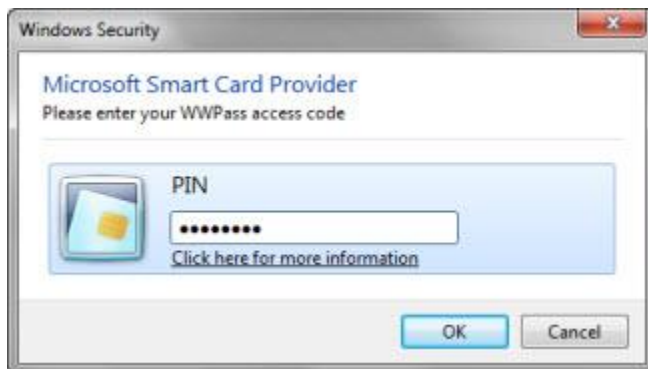 Windows Security
Microsoft Smart Card Provider
Please enter your WWPass access code
PIN
••••••••
Click here for more information
OK
Cancel